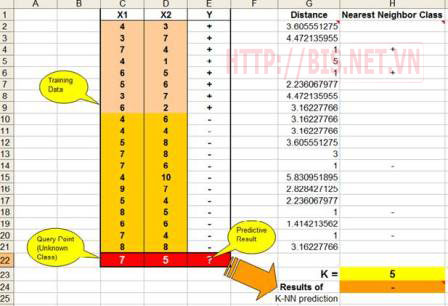 A B C D E F G H
1 X1 X2 Y Distance Nearest Neighbor Class
2 4 3 + 3.605551275
3 3 7 + 4.472135955
4 7 4 + 1 +
5 4 1 + 5
6 6 5 + 1 +
7 5 6 + 2.236067977
8 3 7 + 4.472135955
9 6 2 + 3.16227766
10 4 6 - 3.16227766
11 4 4 - 3.16227766
12 5 8 - 3.605551275
13 7 8 - 3
14 7 6 - 1 -
15 4 10 - 5.830951895
16 9 7 - 2.828427125
17 5 4 - 2.236067977
18 8 5 - 1 -
19 6 6 - 1.414213562
20 7 4 - 1 -
21 8 8 - 3.16227766
22 7 5 ?
23 K = 5
24 Results of -
25 K-NN prediction
Training
Data
Query Point
(Unknown
Class)
Predictive
Result